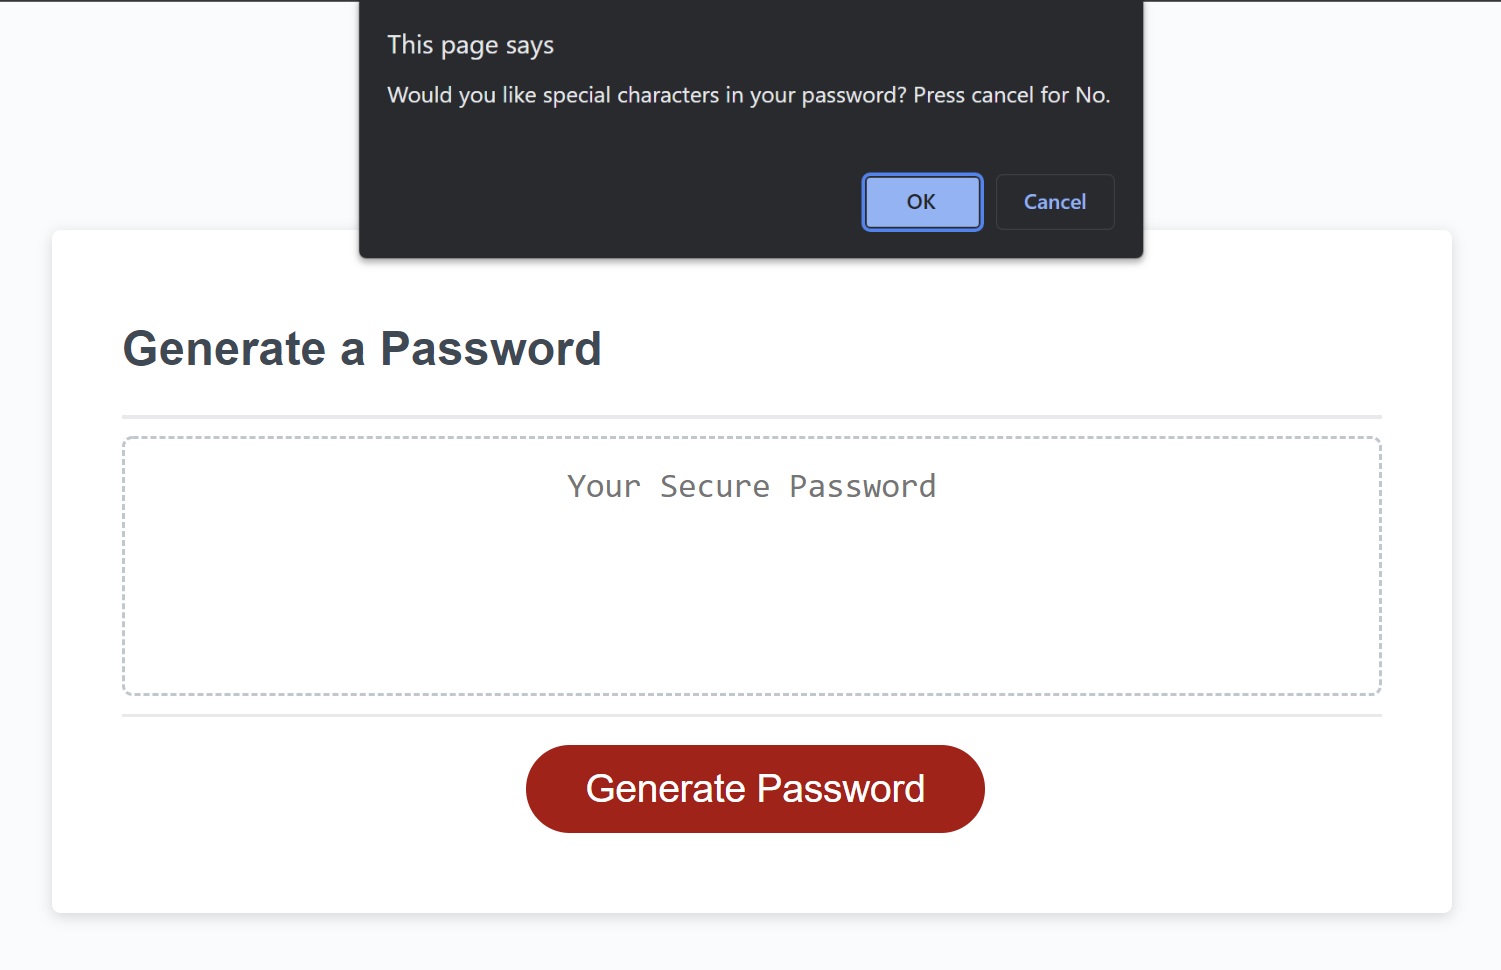 This page says
Would you like special characters in your password? Press cancel for No.
OK
Cancel
Generate a Password
Your Secure Password
Generate Password